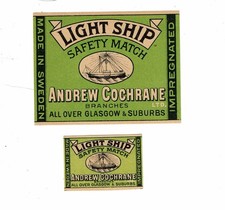 LIGHT SHIP
SAFETY MATCH
MADE IN SWEDEN
IMPREGNATED
ANDREW COCHRANE
LTD.
BRANCHES
ALL OVER GLASGOW & SUBURBS
LIGHT SHIP
SAFETY MATCH
ANDREW COCHRANE
ALL OVER GLASGOW & SUBURBS